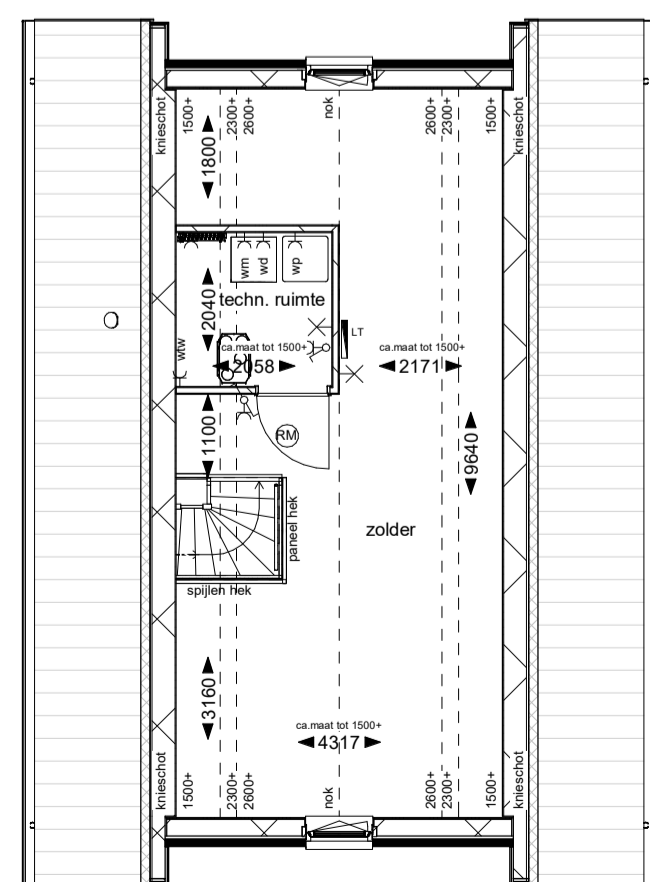 knieschot
1500+
2300+
2600+
nok
2600+
2300+
1500+
knieschot
1800
wm
wd
wp
techn. ruimte
2040
wtw
ca.maat tot 1500+
2058
LT
ca.maat tot 1500+
2171
1100
RM
9640
zolder
paneel hek
spijlen hek
3160
ca.maat tot 1500+
4317
knieschot
1500+
2300+
2600+
nok
2600+
2300+
1500+
knieschot